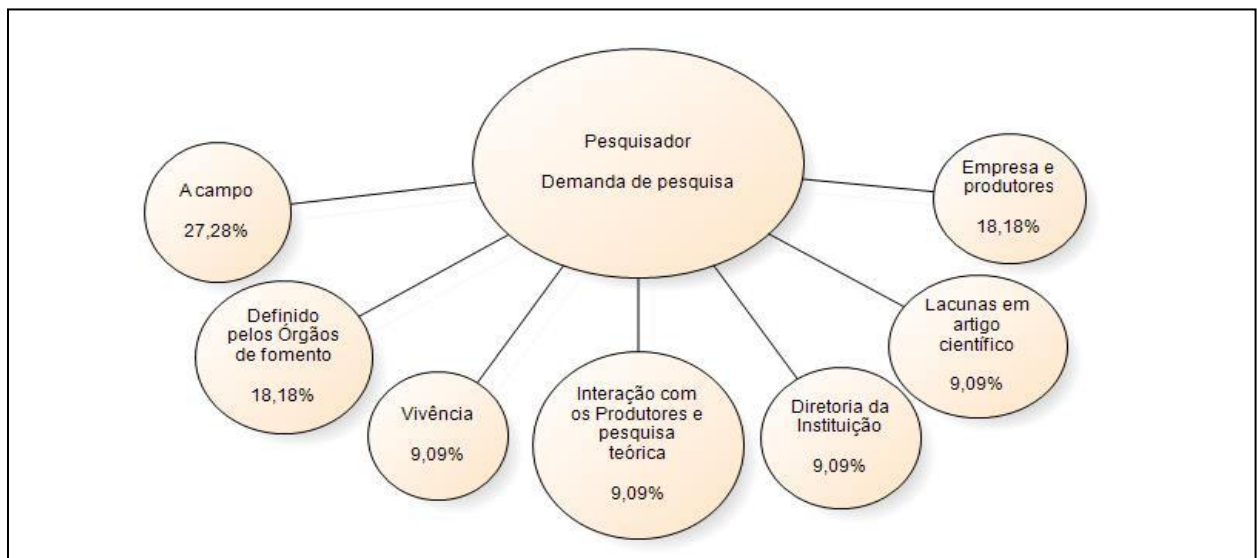 Pesquisador
Demanda de pesquisa
A campo
27,28%
Definido
pelos Órgãos
de fomento
18,18%
Vivência
9,09%
Interação com
os Produtores e
pesquisa
teórica
9,09%
Diretoria da
Instituição
9,09%
Lacunas em
artigo
científico
9,09%
Empresa e
produtores
18,18%